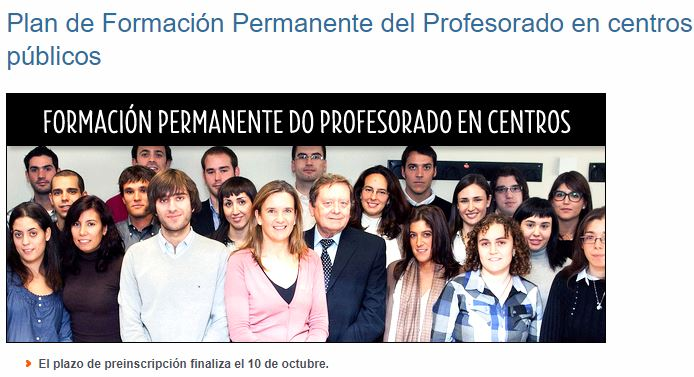 Plan de Formación Permanente del Profesorado en centros
públicos
FORMACIÓN PERMANENTE DO PROFESORADO EN CENTROS
El plazo de preinscripción finaliza el 10 de octubre.